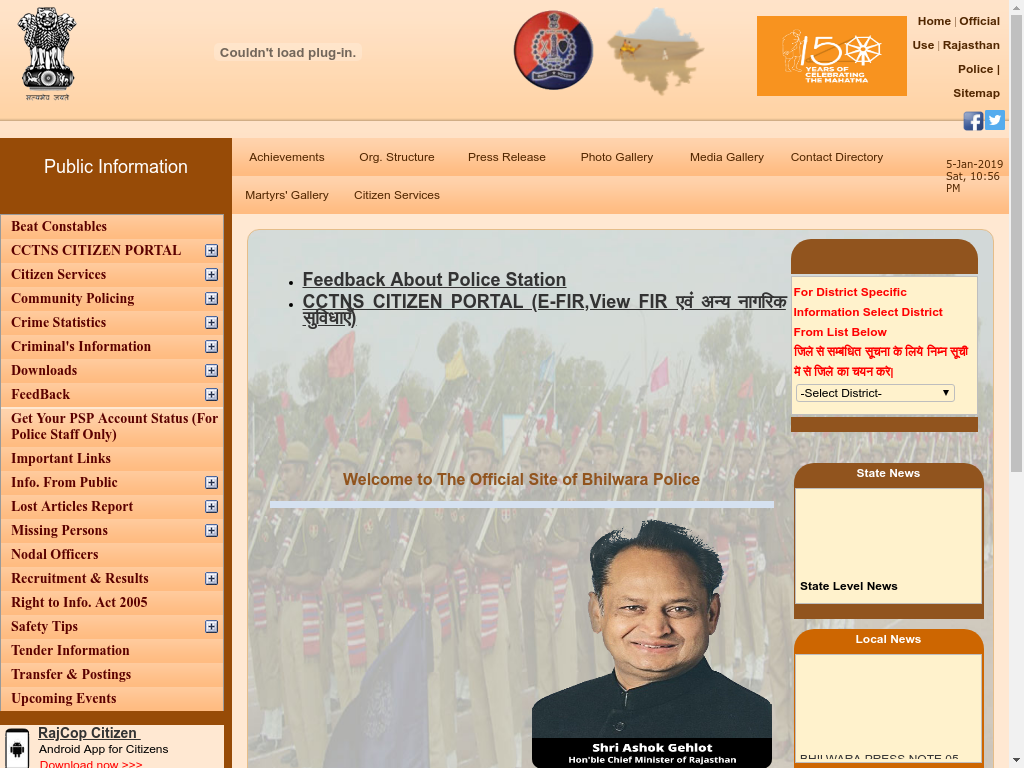 सत्यमेव जयते
Couldn't load plug-in.
150
YEARS OF
CELEBRATING
THE MAHATMA
Home | Official
Use | Rajasthan
Police |
Sitemap
Public Information
Achievements Org. Structure Press Release Photo Gallery Media Gallery Contact Directory
Martyrs' Gallery Citizen Services
5-Jan-2019
Sat, 10:56
PM
Beat Constables
CCTNS CITIZEN PORTAL
Citizen Services
Community Policing
Crime Statistics
Criminal's Information
Downloads
FeedBack
Get Your PSP Account Status (For
Police Staff Only)
Important Links
Info. From Public
Lost Articles Report
Missing Persons
Nodal Officers
Recruitment & Results
Right to Info. Act 2005
Safety Tips
Tender Information
Transfer & Postings
Upcoming Events
RajCop Citizen
Android App for Citizens
Download now >>>
Feedback About Police Station
CCTNS CITIZEN PORTAL (E-FIR,View FIR एवं अन्य नागरिक
सुविधाएँ)
Welcome to The Official Site of Bhilwara Police
Shri Ashok Gehlot
Hon'ble Chief Minister of Rajasthan
For District Specific
Information Select District
From List Below
जिले से सम्बंधित सूचना के लिये निम्न सूची
में से जिले का चयन करे|
-Select District-
State News
State Level News
Local News
BHILWARA PRESS NOTE 05